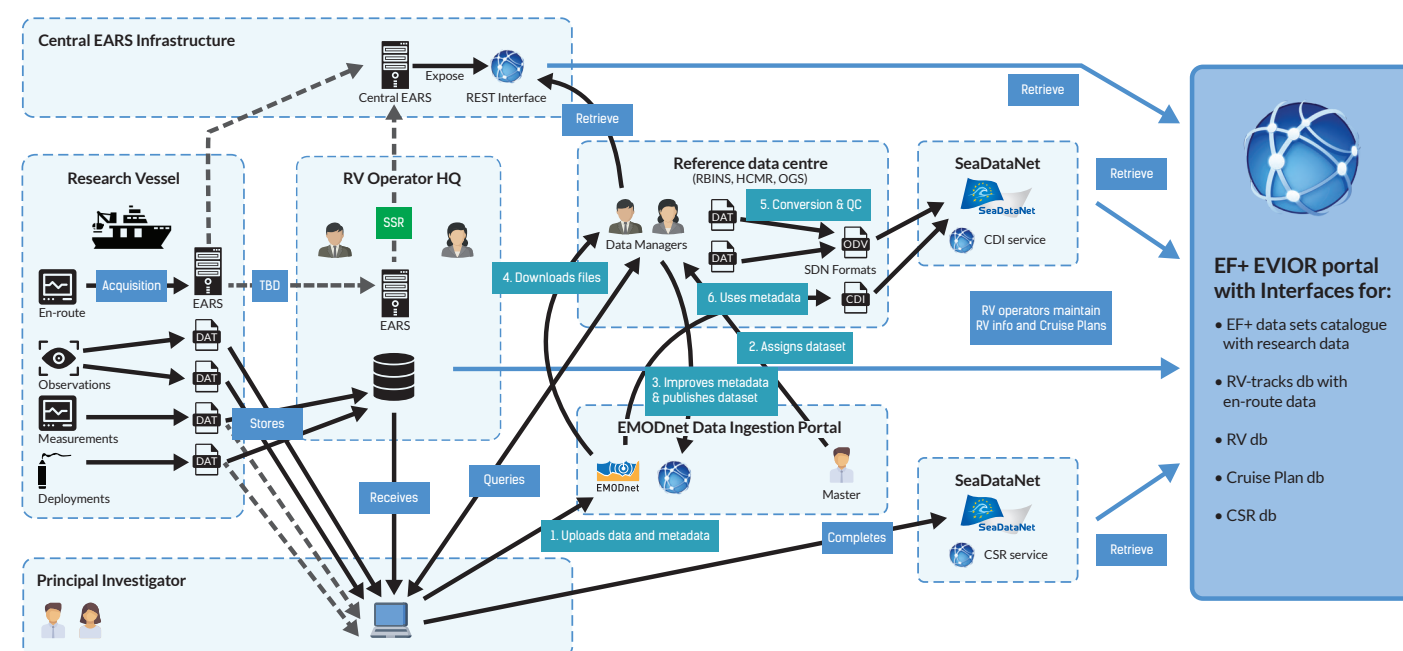 Central EARS Infrastructure
Expose
Central EARS
REST Interface
Retrieve
Retrieve
Research Vessel
Acquisition
En-route
EARS
TBD
DAT
Observations
DAT
DAT
Measurements
DAT
Deployments
Stores
RV Operator HQ
SSR
EARS
Receives
Queries
Reference data centre
(RBINS, HCMR, OGS)
Data Managers
DAT
5. Conversion & QC
DAT
ODV
SDN Formats
4. Downloads files
6. Uses metadata
CDI
2. Assigns dataset
3. Improves metadata
& publishes dataset
EMODnet Data Ingestion Portal
EMODnet
Master
1. Uploads data and metadata
Completes
Principal Investigator
SeaDataNet
SeaDataNet
CDI service
Retrieve
RV operators maintain
RV info and Cruise Plans
SeaDataNet
SeaDataNet
CSR service
Retrieve
EF+ EVIOR portal
with Interfaces for:
• EF+ data sets catalogue
with research data
• RV-tracks db with
en-route data
• RV db
• Cruise Plan db
• CSR db